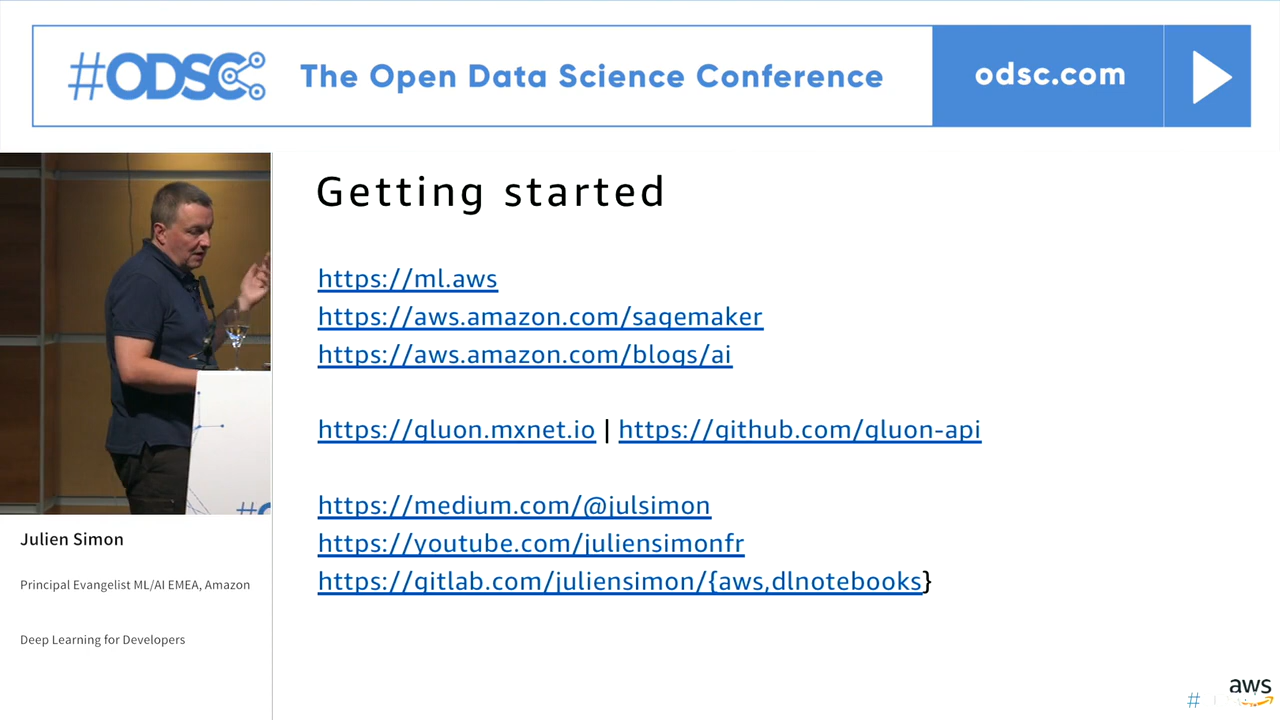 #ODSC The Open Data Science Conference odsc.com
Getting started
https://ml.aws
https://aws.amazon.com/sagemaker
https://aws.amazon.com/blogs/ai
https://gluon.mxnet.io | https://github.com/gluon-api
https://medium.com/@julsimon
https://youtube.com/juliensimonfr
https://gitlab.com/juliensimon/{aws,dlnotebooks}
Julien Simon
Principal Evangelist ML/AI EMEA, Amazon
Deep Learning for Developers
aws
#